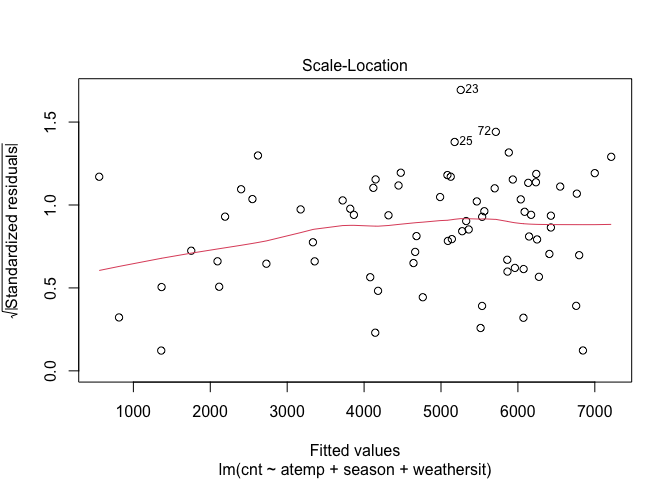 Scale-Location
√|Standardized residuals|
1.5
1.0
0.5
0.0
23
72
25
1000 2000 3000 4000 5000 6000 7000
Fitted values
lm(cnt ~ atemp + season + weathersit)